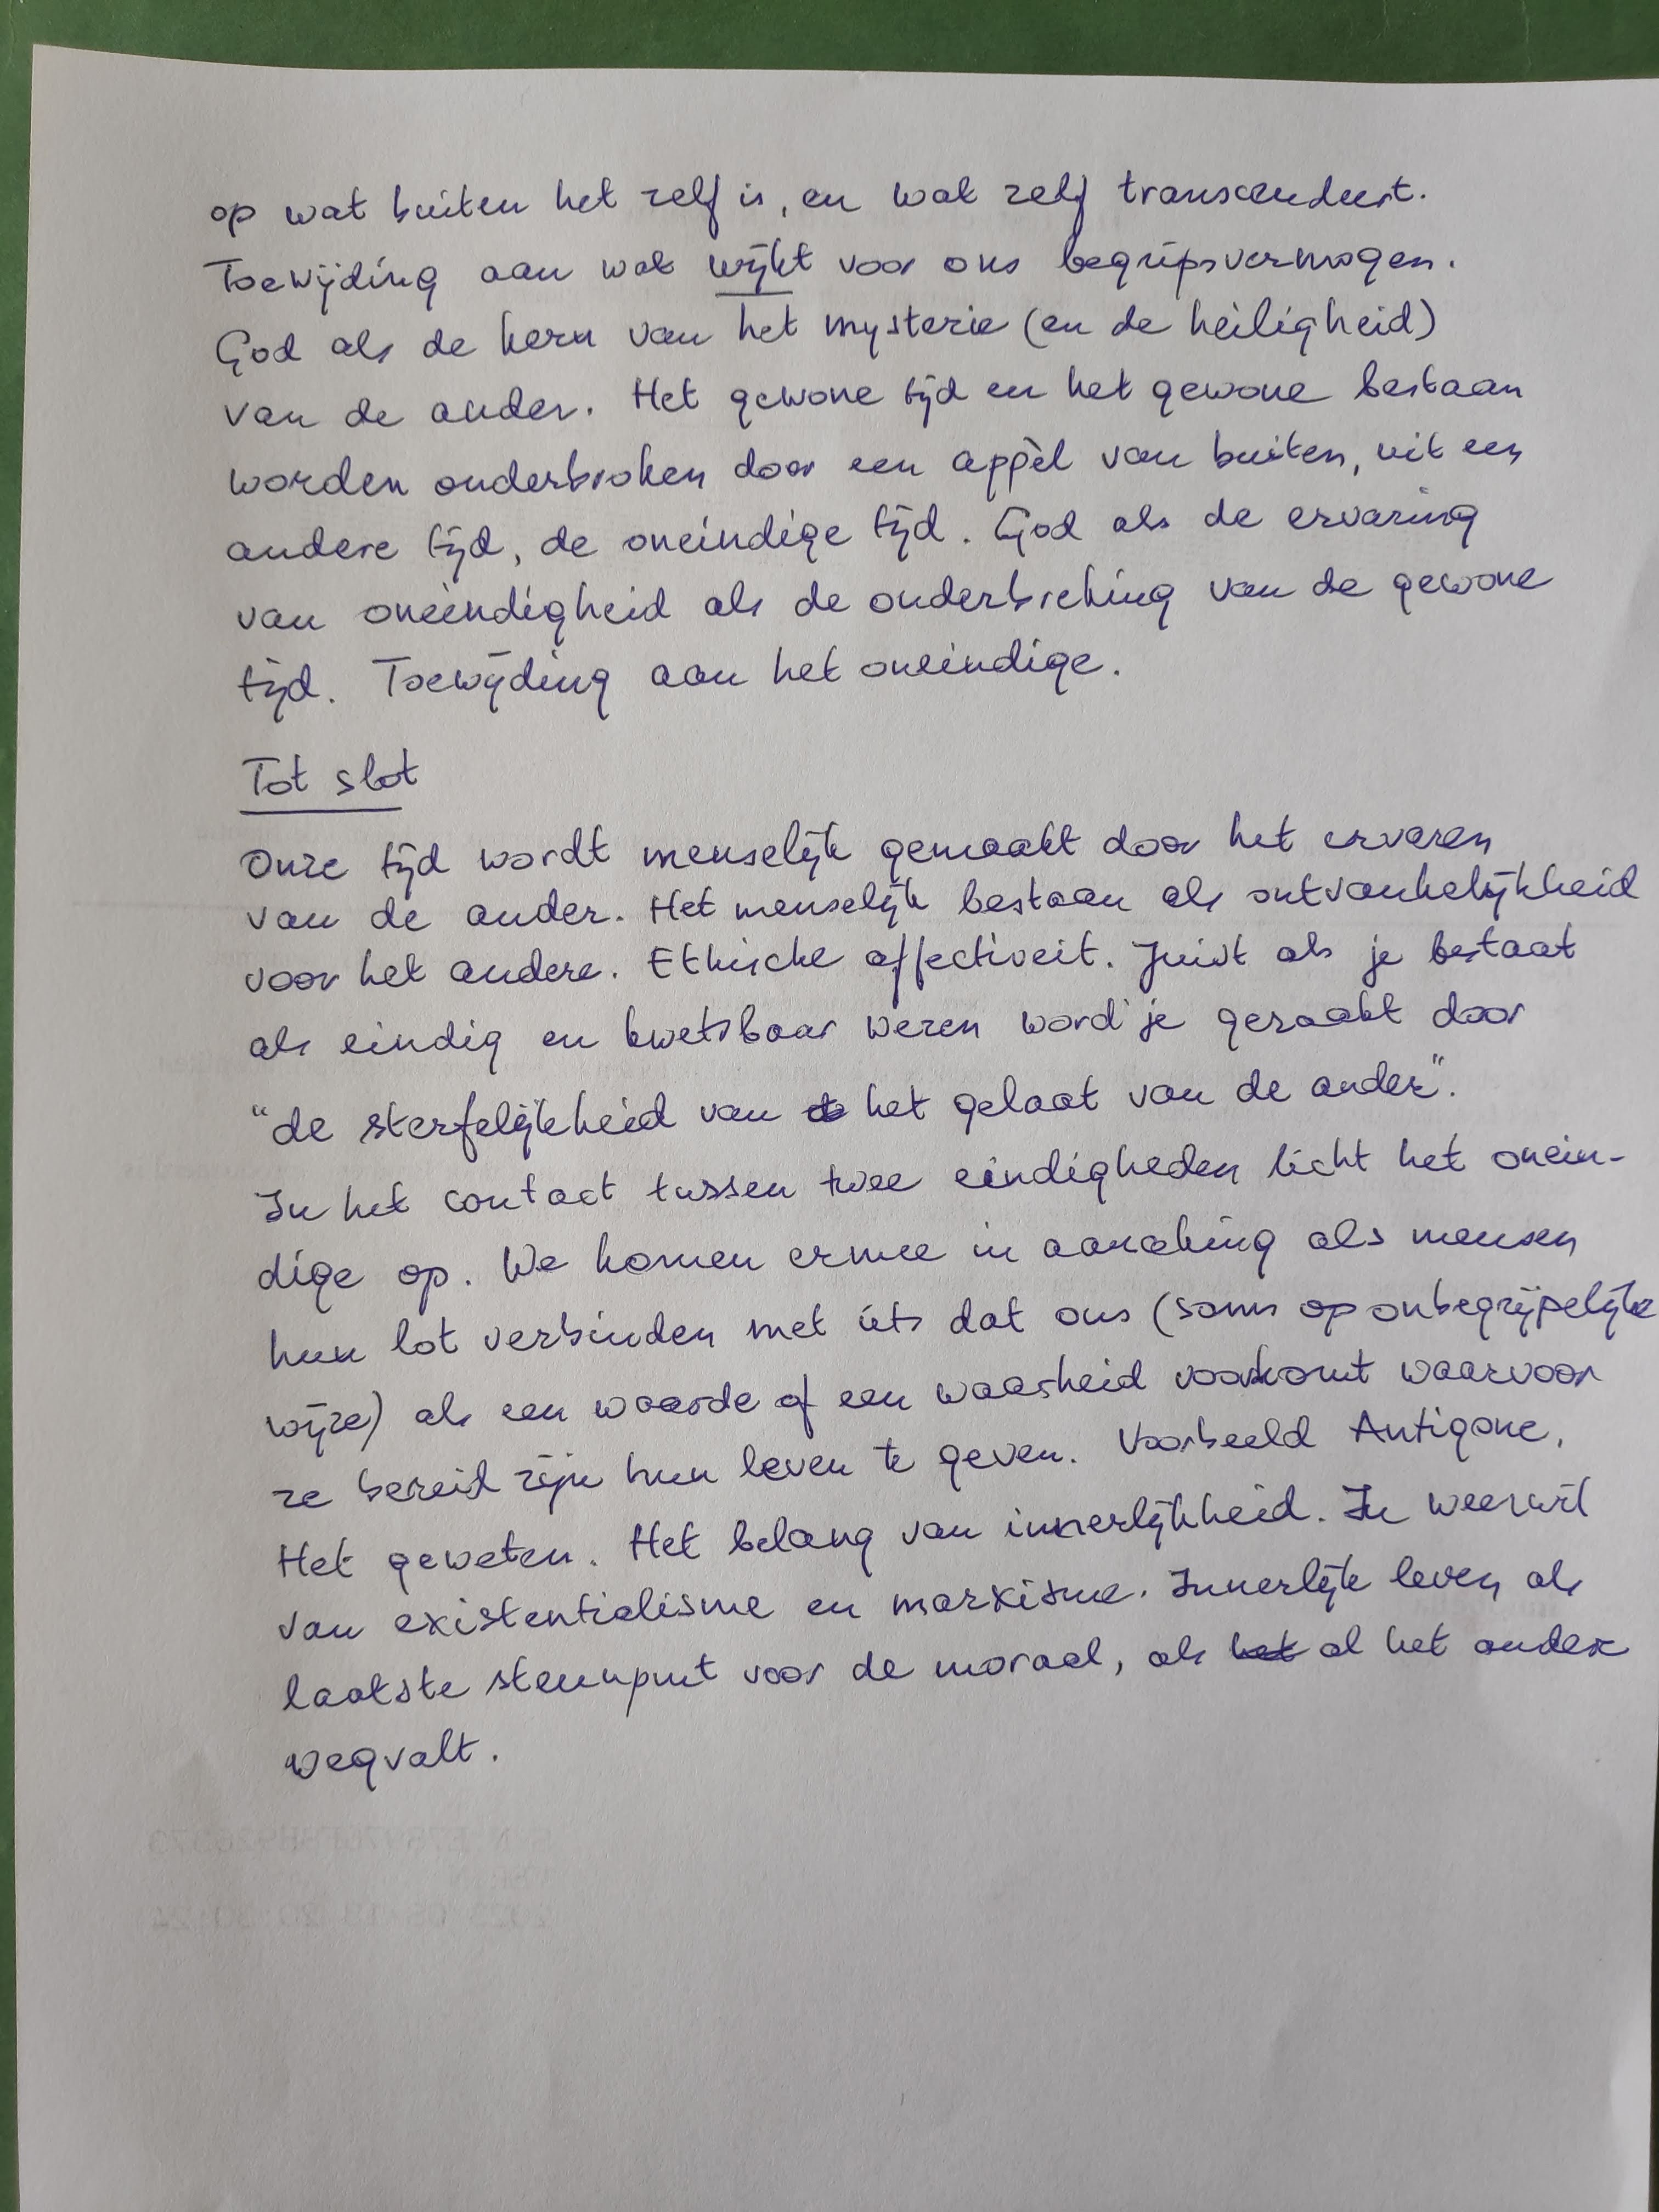 op wat buiten het zelf is, en wat zelf transcendeert.
Toewijding aan wat wijkt voor ons begripsvermogen.
God als de kern van het mysterie (en de heiligheid)
van de ander. Het gewone tijd en het gewone bestaan
worden onderbroken door een appèl van buiten, uit een
andere tijd, de oneindige tijd. God als de ervaring
van oneindigheid als de onderbreking van de gewone
tijd. Toewijding aan het oneindige.
Tot slot
Onze tijd wordt menselijk gemaakt door het ervaren
van de ander. Het menselijk bestaan als ontvankelijkheid
voor het andere. Ethische affectiveit. Juist als je bestaat
als eindig en kwetsbaar wezen word je geraakt door
"de sterfelijkheid van de het gelaat van de ander".
In het contact tussen twee eindigheden licht het onein-
dige op. We komen ermee in aanraking als mensen
hun lot verbinden met iets dat ons (soms op onbegrijpelijke
wijze) als een waarde of een waarheid voorkomt waarvoor
ze bereid zijn hun leven te geven. Voorbeeld Antigone.
Het geweten. Het belang van innerlijkheid. In weerwil
van existentialisme en marxisme. Innerlijk leven als
laatste steunpunt voor de moraal, als het al het andere
wegvalt.